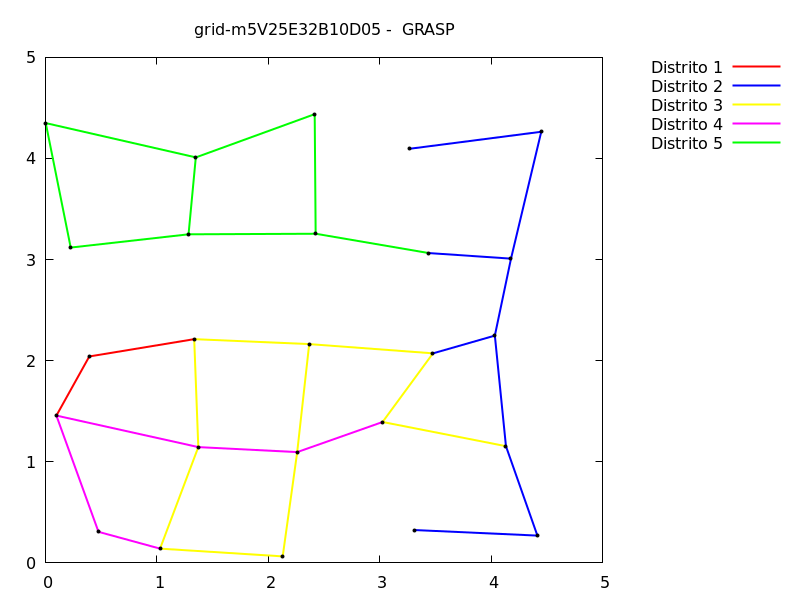 grid-m5V25E32B10D05 - GRASP
Distrito 1
Distrito 2
Distrito 3
Distrito 4
Distrito 5
5
4
3
2
1
0
0 1 2 3 4 5